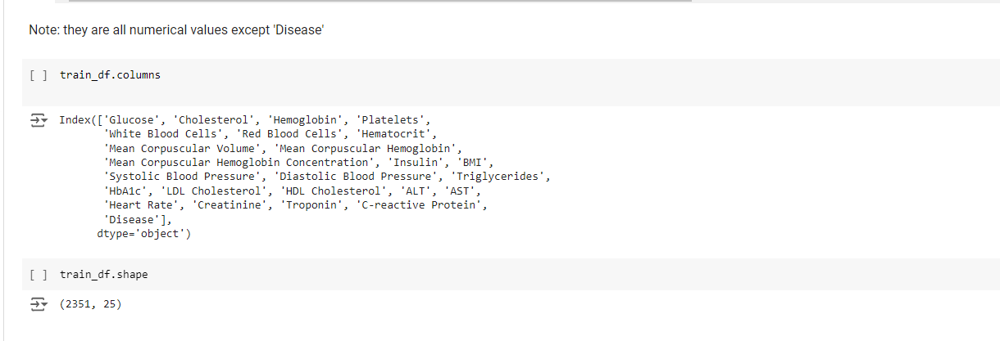 Note: they are all numerical values except 'Disease'
[ ] train_df.columns
Index(['Glucose', 'Cholesterol', 'Hemoglobin', 'Platelets',
'White Blood Cells', 'Red Blood Cells', 'Hematocrit',
'Mean Corpuscular Volume', 'Mean Corpuscular Hemoglobin',
'Mean Corpuscular Hemoglobin Concentration', 'Insulin', 'BMI',
'Systolic Blood Pressure', 'Diastolic Blood Pressure', 'Triglycerides',
'HbA1c', 'LDL Cholesterol', 'HDL Cholesterol', 'ALT', 'AST',
'Heart Rate', 'Creatinine', 'Troponin', 'C-reactive Protein',
'Disease'],
dtype='object')
[ ] train_df.shape
(2351, 25)